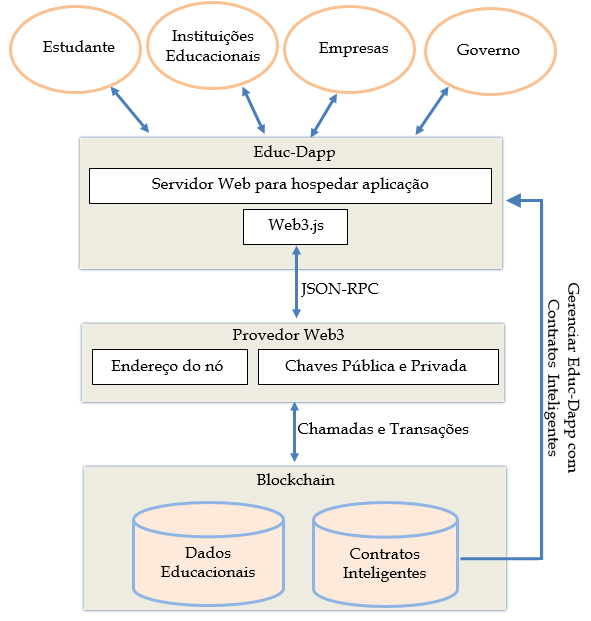 Estudante
Instituições
Educacionais
Empresas
Governo
Educ-Dapp
Servidor Web para hospedar aplicação
Web3.js
JSON-RPC
Provedor Web3
Endereço do nó
Chaves Pública e Privada
Chamadas e Transações
Gerenciar Educ-Dapp com
Contratos Inteligentes
Blockchain
Dados
Educacionais
Contratos
Inteligentes